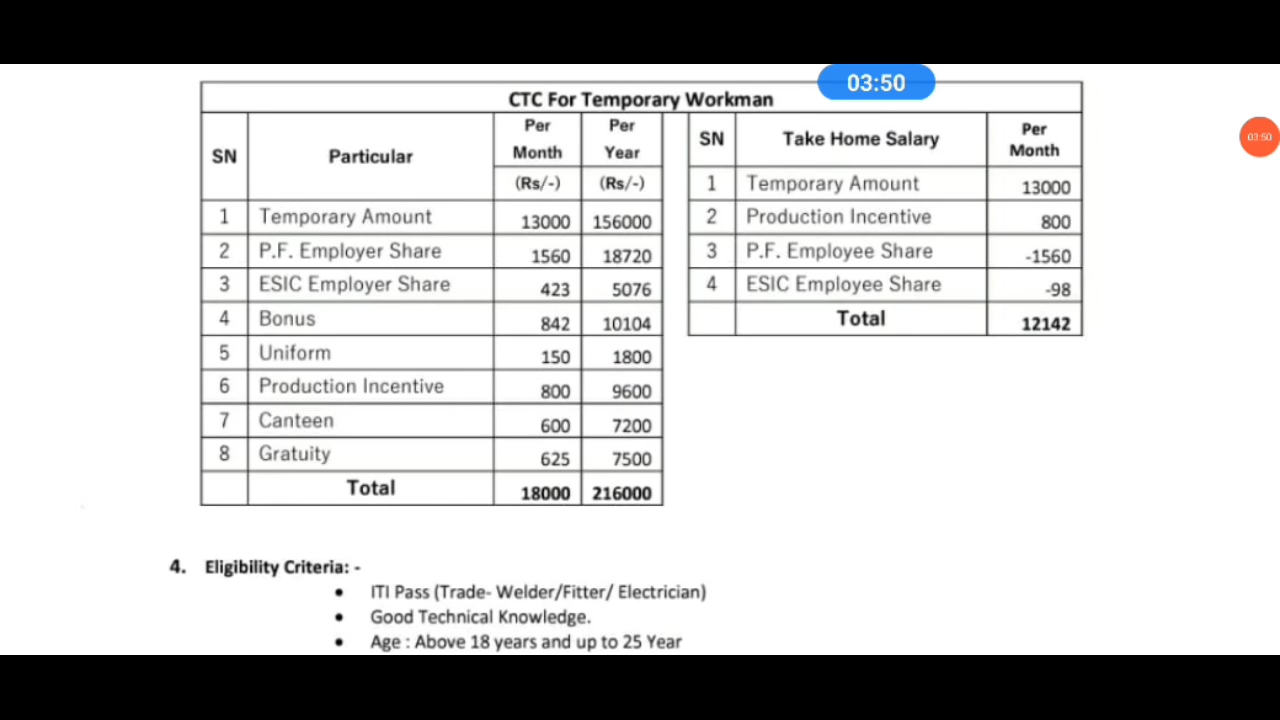 03:50
03:50
CTC For Temporary Workman
SN Particular Per Month (Rs/-) Per Year (Rs/-)
1 Temporary Amount 13000 156000
2 P.F. Employer Share 1560 18720
3 ESIC Employer Share 423 5076
4 Bonus 842 10104
5 Uniform 150 1800
6 Production Incentive 800 9600
7 Canteen 600 7200
8 Gratuity 625 7500
Total 18000 216000
SN Take Home Salary Per Month
1 Temporary Amount 13000
2 Production Incentive 800
3 P.F. Employee Share -1560
4 ESIC Employee Share -98
Total 12142
4. Eligibility Criteria: -
• ITI Pass (Trade- Welder/Fitter/ Electrician)
• Good Technical Knowledge.
• Age : Above 18 years and up to 25 Year